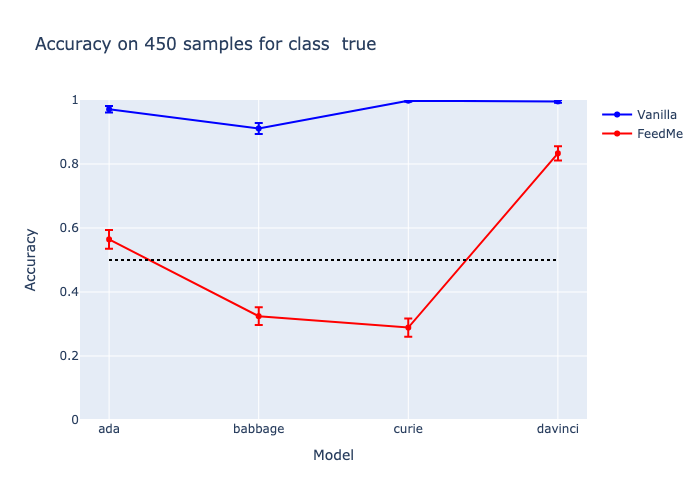 Accuracy on 450 samples for class  true
1
0.8
0.6
0.4
0.2
0
Accuracy
ada
babbage
curie
davinci
Model
Vanilla
FeedMe